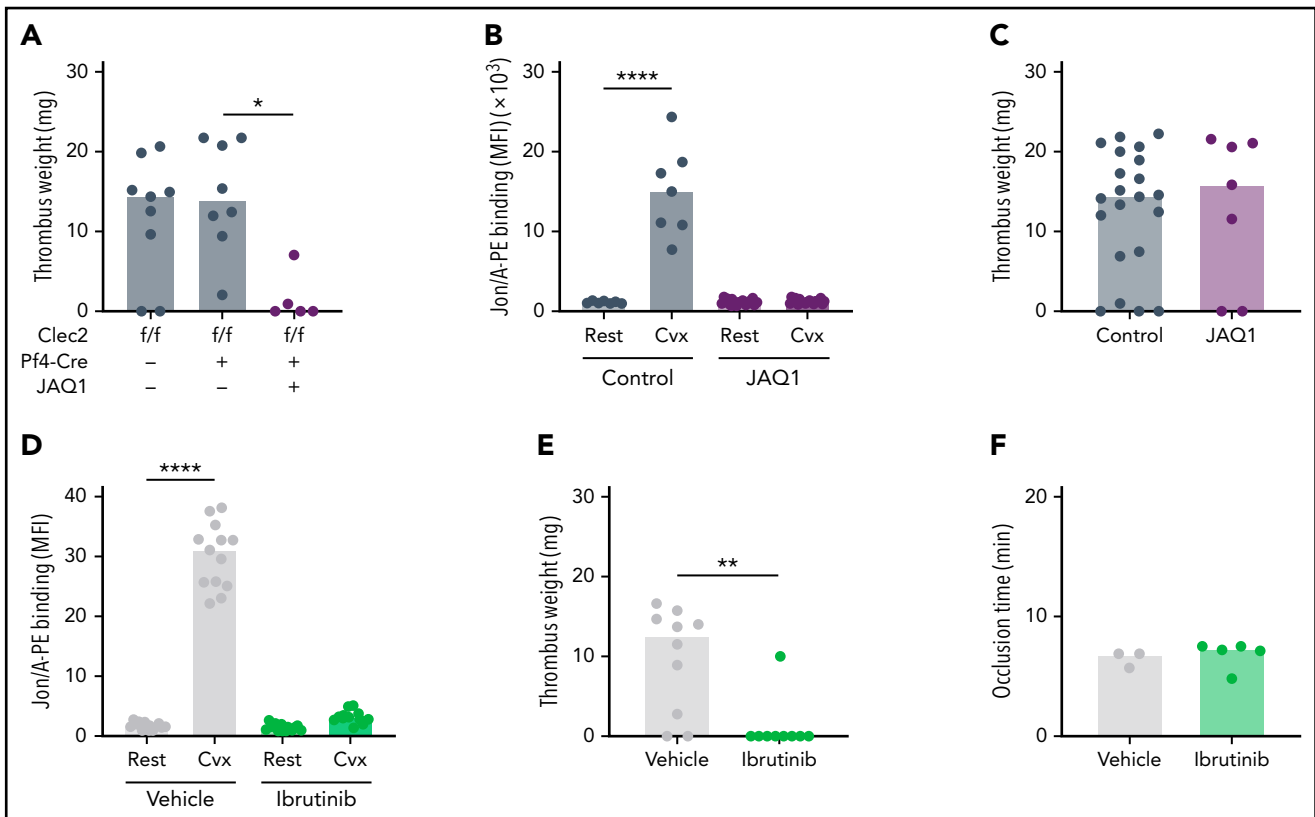 A
Thrombus weight (mg)
30
20
10
0
*
Clec2 f/f f/f f/f
Pf4-Cre – + +
JAQ1 – – +
B
Jon/A-PE binding (MFI) (×10³)
30
20
10
0
****
Rest Cvx Rest Cvx
Control JAQ1
C
Thrombus weight (mg)
30
20
10
0
Control JAQ1
D
Jon/A-PE binding (MFI)
40
30
20
10
0
****
Rest Cvx Rest Cvx
Vehicle Ibrutinib
E
Thrombus weight (mg)
30
20
10
0
**
Vehicle Ibrutinib
F
Occlusion time (min)
20
10
0
Vehicle Ibrutinib